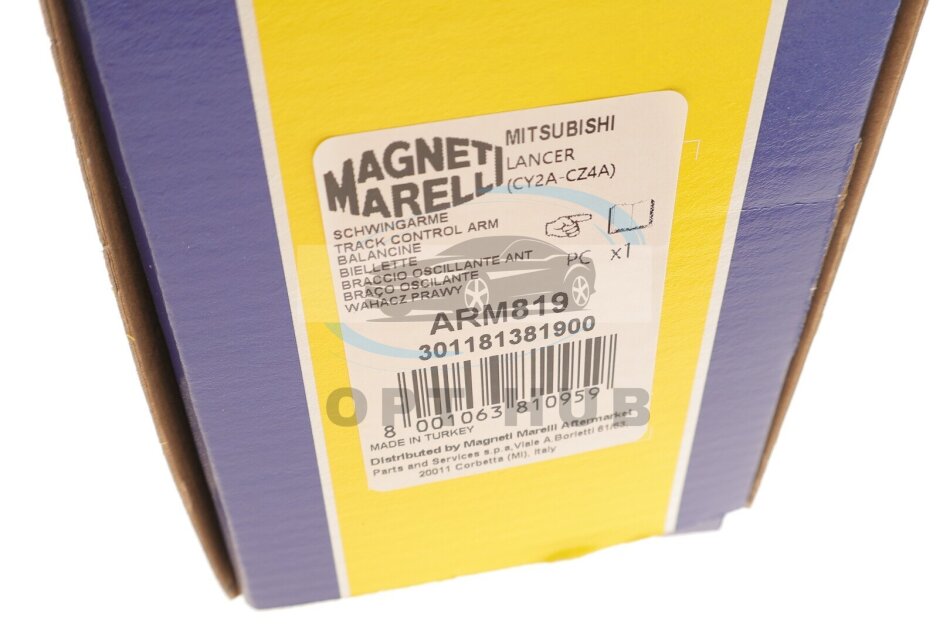 MAGNETI
MARELLI
MITSUBISHI
LANCER
(CY2A-CZ4A)
SCHWINGARME
TRACK CONTROL ARM
BALANCINE
BIELLETTE
BRACCIO OSCILLANTE ANT
BRAÇO OSCILANTE
WAHACZ PRAWY
PC x1
ARM819
301181381900
8 001063 810959
OPT HUB
MADE IN TURKEY
Distributed by Magneti Marelli Aftermarket
Parts and Services s.p.a, Viale A.Borletti 61/63,
20011 Corbetta (MI), Italy